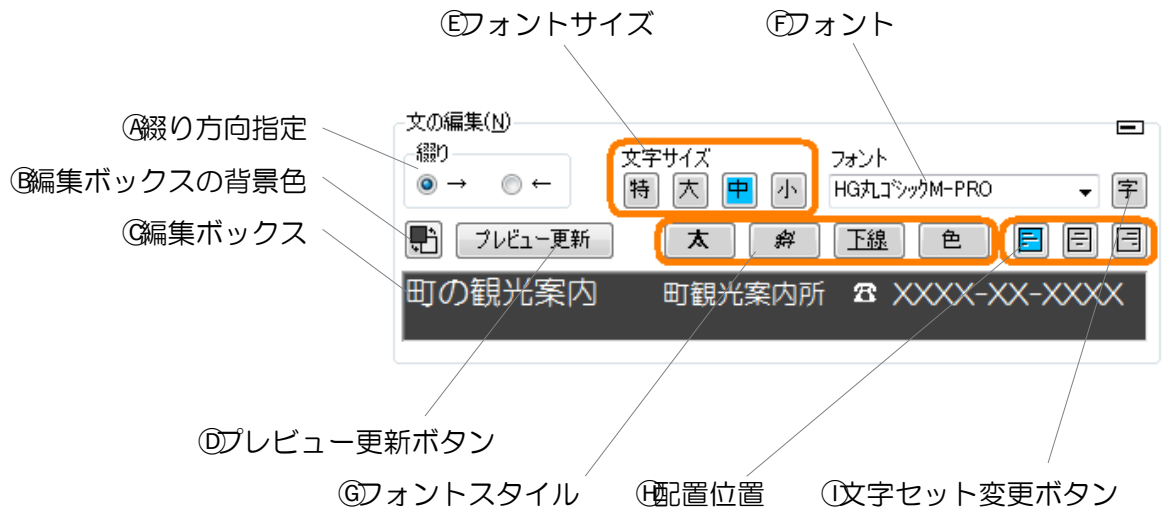 Ⓔフォントサイズ
Ⓕフォント
Ⓐ綴り方向指定
Ⓑ編集ボックスの背景色
Ⓒ編集ボックス
文の編集(N)
綴り
→ ←
文字サイズ
特 大 中 小
フォント
HG丸ゴシックM-PRO
字
プレビュー更新
太 斜 下線 色
町の観光案内 町観光案内所 ☎ XXXX-XX-XXXX
Ⓓプレビュー更新ボタン
Ⓖフォントスタイル
Ⓗ配置位置
Ⓘ文字セット変更ボタン